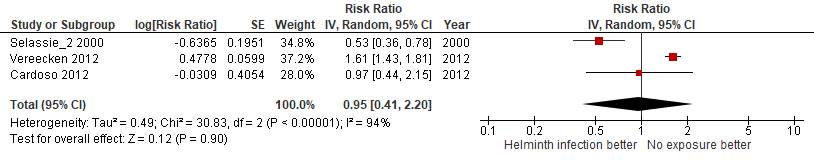 Risk Ratio Risk Ratio
Study or Subgroup log[Risk Ratio] SE Weight IV, Random, 95% CI Year IV, Random, 95% CI
Selassie_2 2000 -0.6365 0.1951 34.8% 0.53 [0.36, 0.78] 2000
Vereecken 2012 0.4778 0.0599 37.2% 1.61 [1.43, 1.81] 2012
Cardoso 2012 -0.0309 0.4054 28.0% 0.97 [0.44, 2.15] 2012
Total (95% CI) 100.0% 0.95 [0.41, 2.20]
Heterogeneity: Tau² = 0.49; Chi² = 30.83, df = 2 (P < 0.00001); I² = 94%
Test for overall effect: Z = 0.12 (P = 0.90)
0.1 0.2 0.5 1 2 5 10
Helminth infection better No exposure better